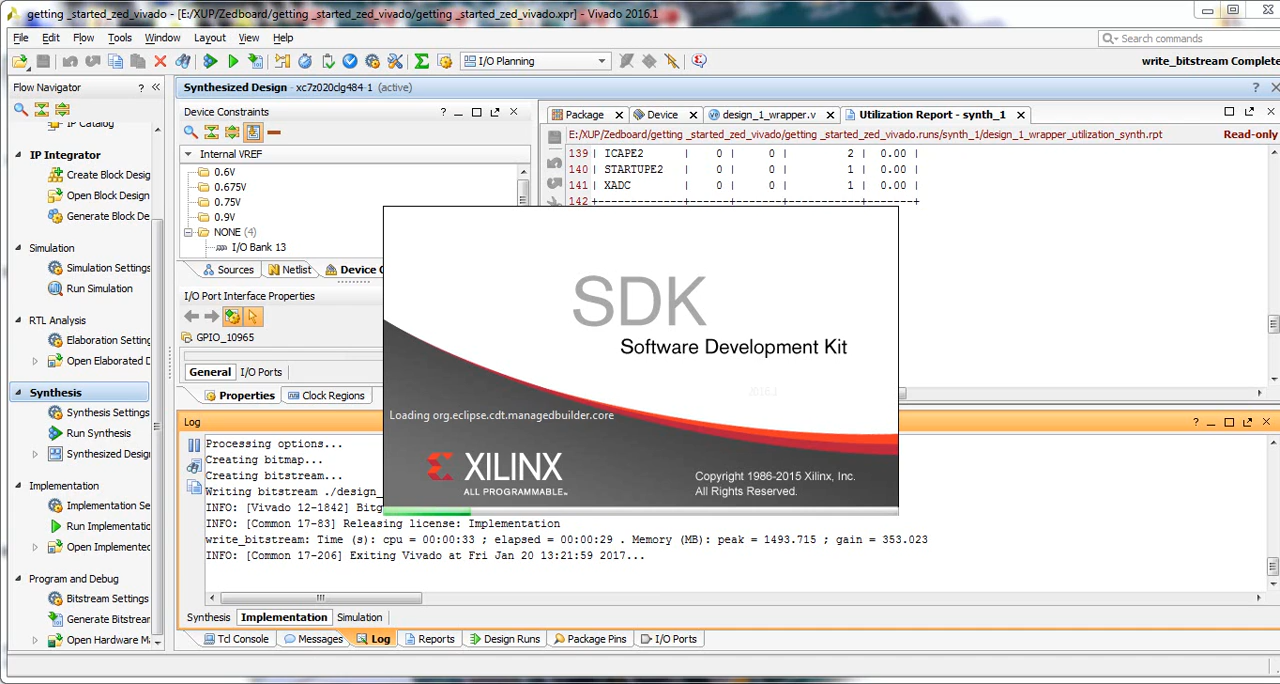 getting _started_zed_vivado - [E:/XUP/Zedboard/getting _started_zed_vivado/getting _started_zed_vivado.xpr] - Vivado 2016.1
File Edit Flow Tools Window Layout View Help
Search commands
I/O Planning
write_bitstream Complete
Flow Navigator
Synthesized Design - xc7z020clg484-1 (active)
IP Catalog
IP Integrator
Create Block Desig
Open Block Design
Generate Block De
Simulation
Simulation Settings
Run Simulation
RTL Analysis
Elaboration Setting
Open Elaborated D
Synthesis
Synthesis Settings
Run Synthesis
Synthesized Desig
Implementation
Implementation Se
Run Implementatio
Open Implemented
Program and Debug
Bitstream Settings
Generate Bitstrear
Open Hardware M
Device Constraints
Internal VREF
0.6V
0.675V
0.75V
0.9V
NONE (4)
I/O Bank 13
Sources Netlist Device C
I/O Port Interface Properties
GPIO_10965
General I/O Ports
Properties Clock Regions
Package Device design_1_wrapper.v Utilization Report - synth_1
E:/XUP/Zedboard/getting _started_zed_vivado/getting _started_zed_vivado.runs/synth_1/design_1_wrapper_utilization_synth.rpt Read-only
139 | ICAPE2 | 0 | 0 | 2 | 0.00 |
140 | STARTUPE2 | 0 | 0 | 1 | 0.00 |
141 | XADC | 0 | 0 | 1 | 0.00 |
142 +--------------+------+-------+-----------+-------+
SDK
Software Development Kit
2016.1
Loading org.eclipse.cdt.managedbuilder.core
XILINX
ALL PROGRAMMABLE™
Copyright 1986-2015 Xilinx, Inc.
All Rights Reserved.
Log
Processing options...
Creating bitmap...
Creating bitstream...
Writing bitstream ./design_
INFO: [Vivado 12-1842] Bitg
INFO: [Common 17-83] Releasing license: Implementation
write_bitstream: Time (s): cpu = 00:00:33 ; elapsed = 00:00:29 . Memory (MB): peak = 1493.715 ; gain = 353.023
INFO: [Common 17-206] Exiting Vivado at Fri Jan 20 13:21:59 2017...
Synthesis Implementation Simulation
Tcl Console Messages Log Reports Design Runs Package Pins I/O Ports